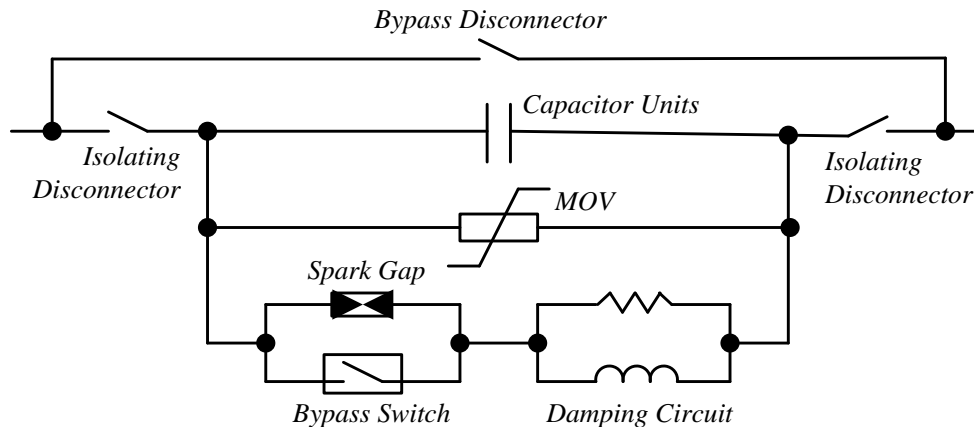 Bypass Disconnector
Capacitor Units
Isolating
Disconnector
Isolating
Disconnector
MOV
Spark Gap
Bypass Switch
Damping Circuit